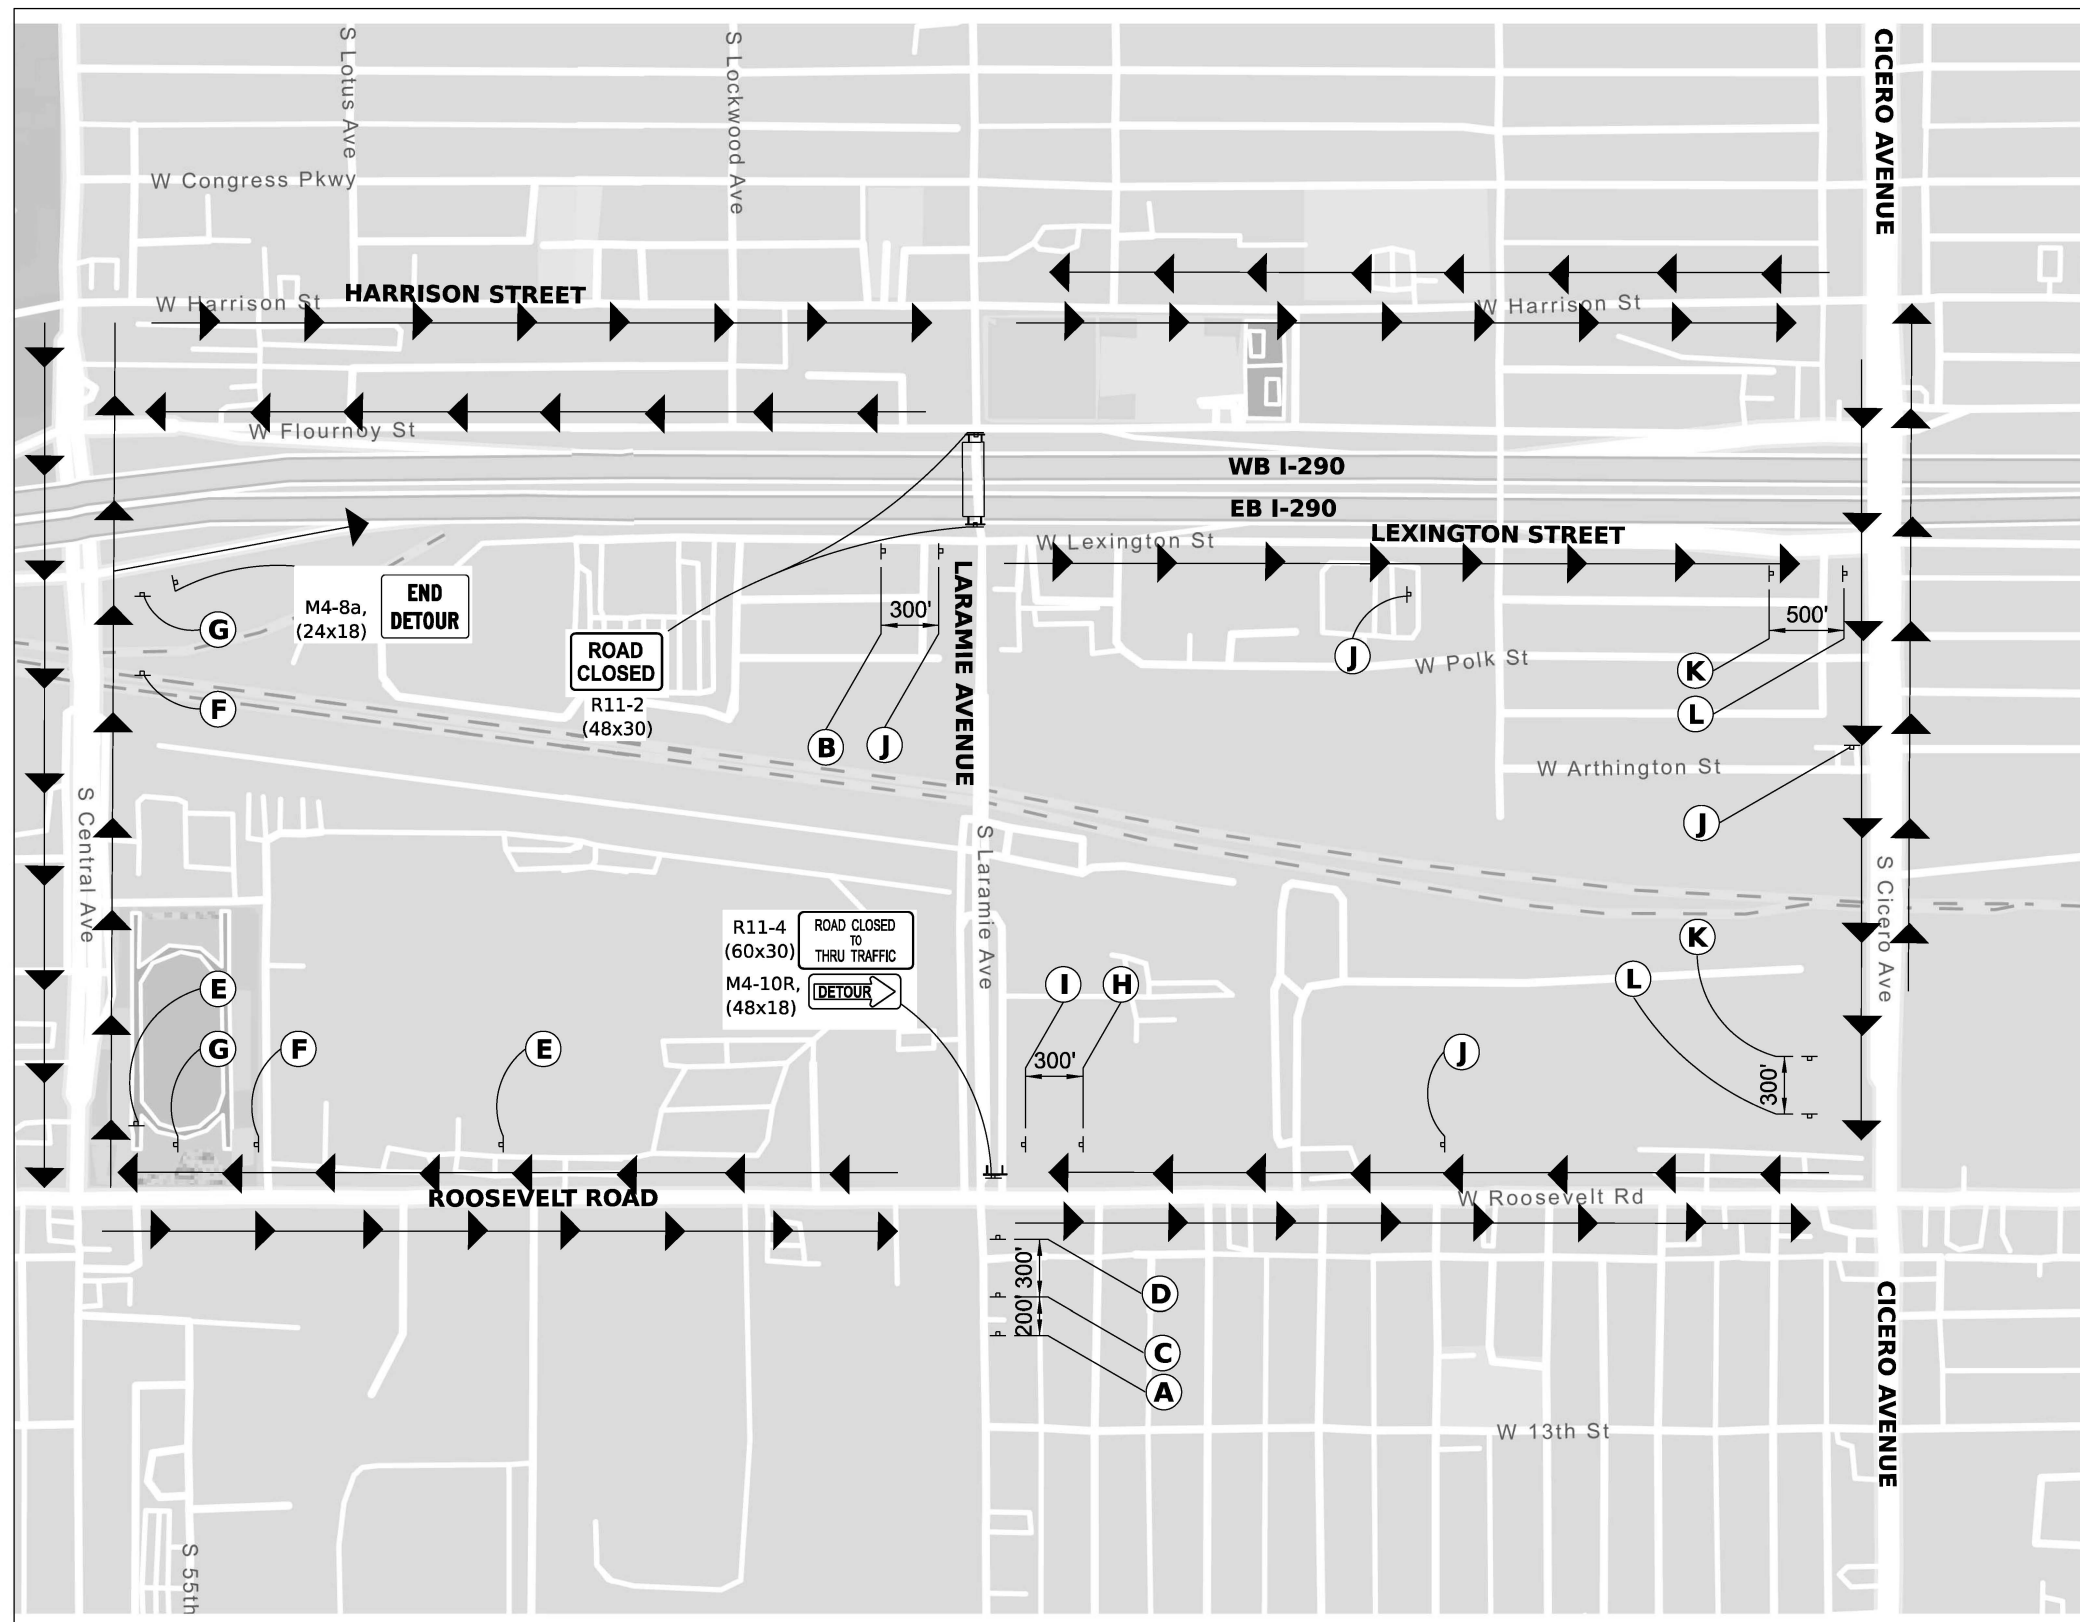 S Lotus Ave
S Lockwood Ave
CICERO AVENUE
W Congress Pkwy
W Harrison St
HARRISON STREET
W Harrison St
W Flournoy St
WB I-290
EB I-290
LEXINGTON STREET
W Lexington St
M4-8a,
(24x18)
END
DETOUR
G
F
ROAD
CLOSED
R11-2
(48x30)
300'
B
J
LARAMIE AVENUE
J
W Polk St
500'
K
L
W Arthington St
J
S Central Ave
S Laramie Ave
S Cicero Ave
R11-4
(60x30)
ROAD CLOSED
TO
THRU TRAFFIC
M4-10R,
(48x18)
DETOUR
E
G
F
E
I
H
300'
J
K
L
300'
ROOSEVELT ROAD
W Roosevelt Rd
300'
200'
D
C
A
CICERO AVENUE
W 13th St
S 55th